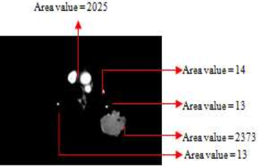 Area value = 2025
Area value = 14
Area value = 13
Area value = 2373
Area value = 13